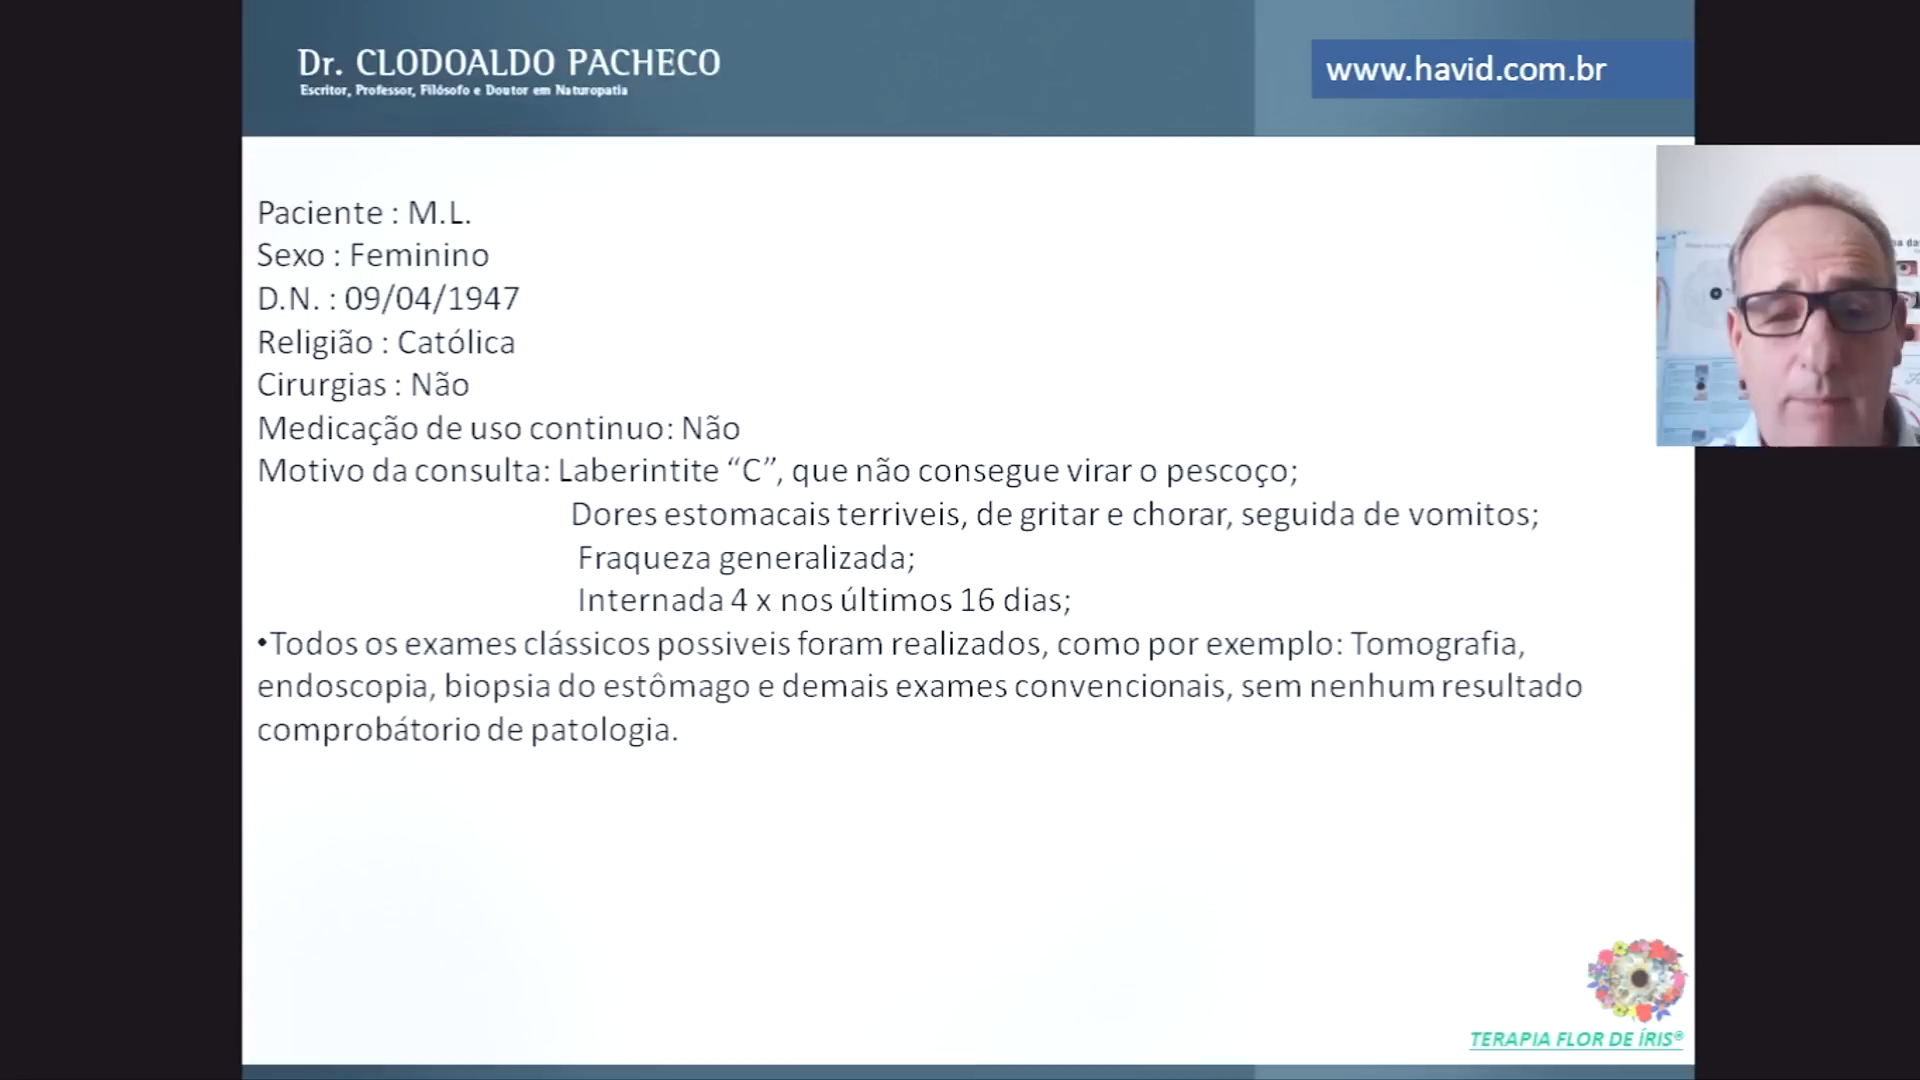 Dr. CLODOALDO PACHECO
Escritor, Professor, Filósofo e Doutor em Naturopatia
www.havid.com.br
Paciente : M.L.
Sexo : Feminino
D.N. : 09/04/1947
Religião : Católica
Cirurgias : Não
Medicação de uso continuo: Não
Motivo da consulta: Laberintite “C”, que não consegue virar o pescoço;
Dores estomacais terriveis, de gritar e chorar, seguida de vomitos;
Fraqueza generalizada;
Internada 4 x nos últimos 16 dias;
•Todos os exames clássicos possiveis foram realizados, como por exemplo: Tomografia,
endoscopia, biopsia do estômago e demais exames convencionais, sem nenhum resultado
comprobátorio de patologia.
TERAPIA FLOR DE ÍRIS®